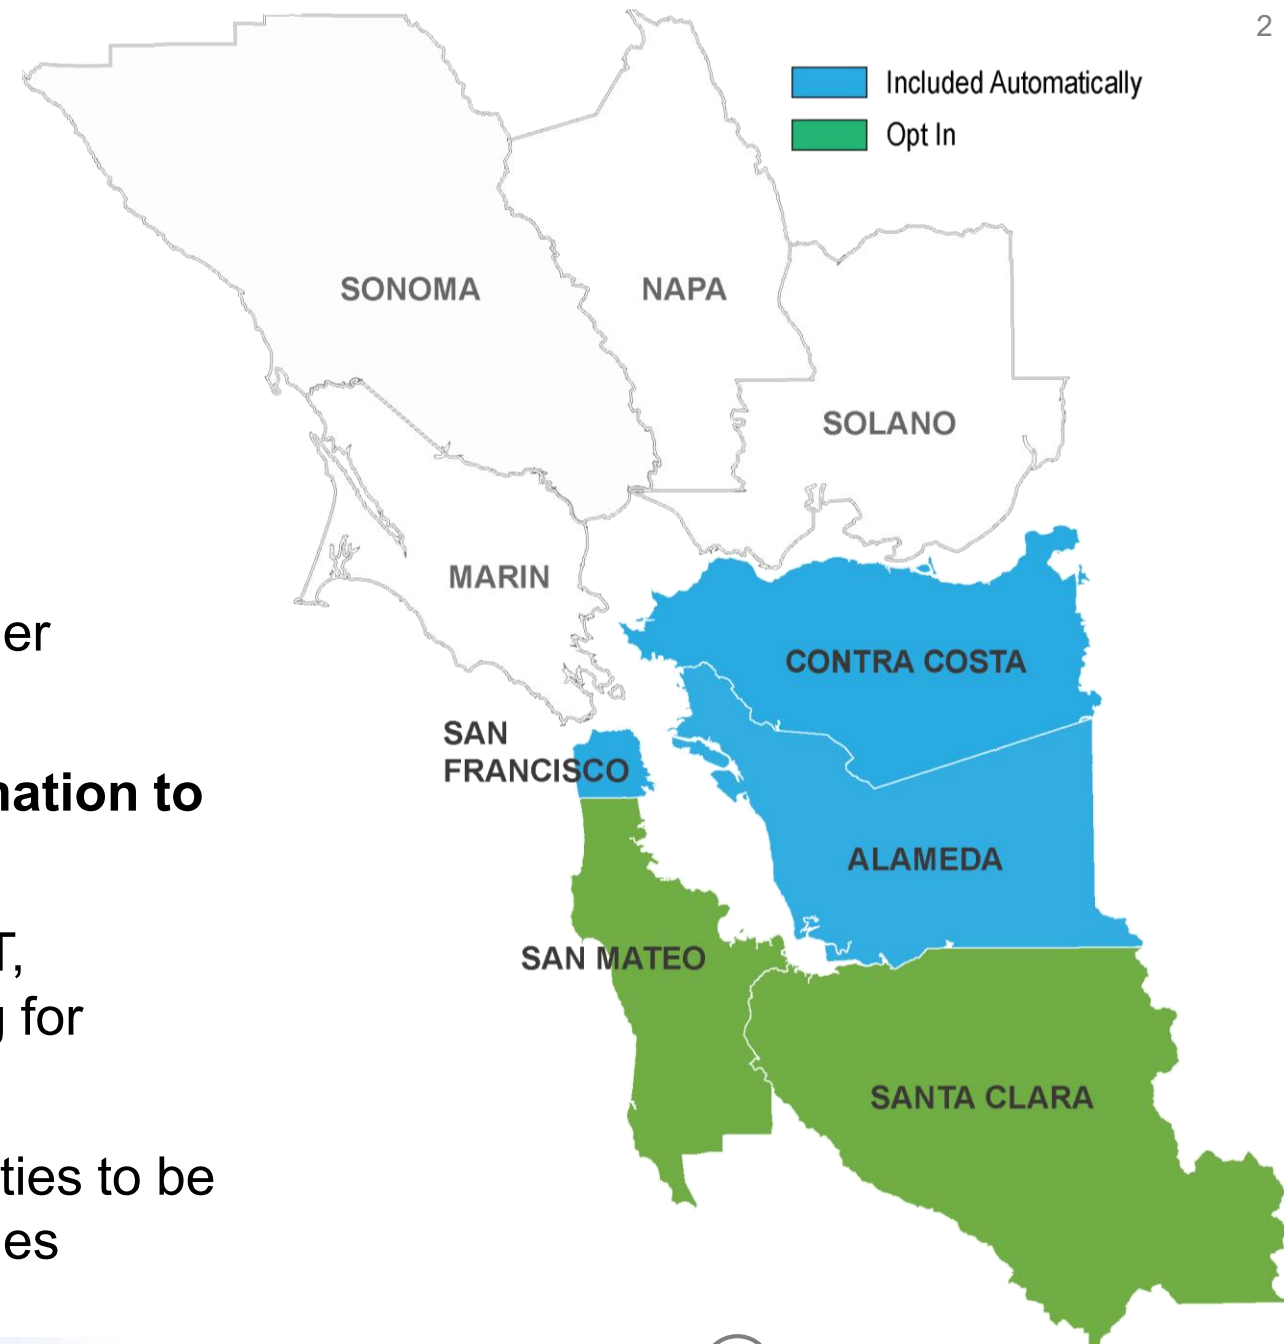 2
Included Automatically
Opt In
SONOMA
NAPA
SOLANO
MARIN
CONTRA COSTA
SAN
FRANCISCO
ALAMEDA
SAN MATEO
SANTA CLARA
er
nation to
T,
g for
ties to be
es